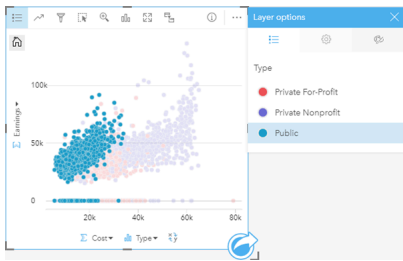 Layer options
Type
Private For-Profit
Private Nonprofit
Public
100k
50k
0
Earnings
20k
40k
60k
80k
Cost
Type